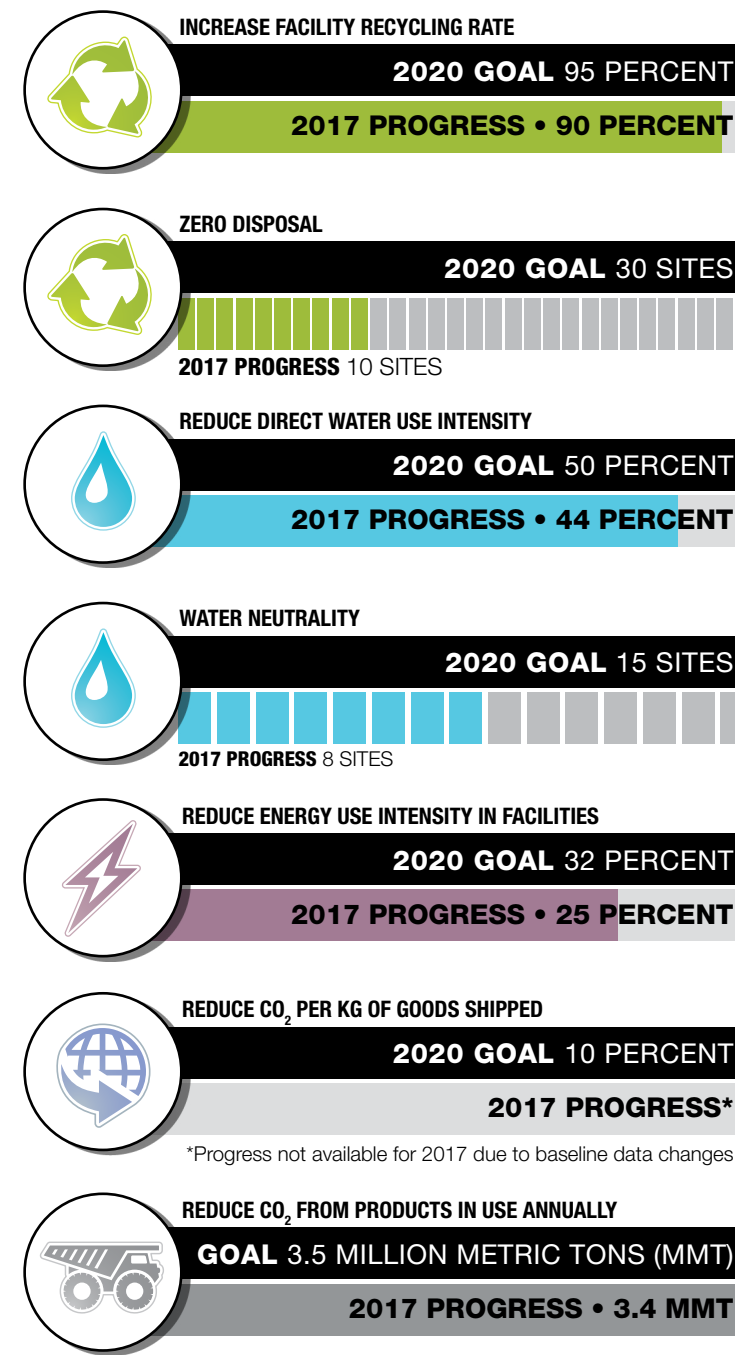 INCREASE FACILITY RECYCLING RATE
2020 GOAL 95 PERCENT
2017 PROGRESS • 90 PERCENT
ZERO DISPOSAL
2020 GOAL 30 SITES
2017 PROGRESS 10 SITES
REDUCE DIRECT WATER USE INTENSITY
2020 GOAL 50 PERCENT
2017 PROGRESS • 44 PERCENT
WATER NEUTRALITY
2020 GOAL 15 SITES
2017 PROGRESS 8 SITES
REDUCE ENERGY USE INTENSITY IN FACILITIES
2020 GOAL 32 PERCENT
2017 PROGRESS • 25 PERCENT
REDUCE CO₂ PER KG OF GOODS SHIPPED
2020 GOAL 10 PERCENT
2017 PROGRESS*
*Progress not available for 2017 due to baseline data changes
REDUCE CO₂ FROM PRODUCTS IN USE ANNUALLY
GOAL 3.5 MILLION METRIC TONS (MMT)
2017 PROGRESS • 3.4 MMT